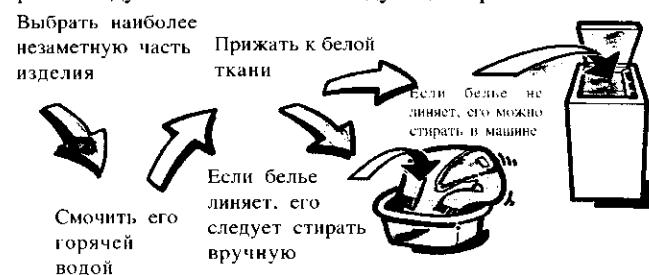 Выбрать наиболее
незаметную часть
изделия
Смочить его
горячей
водой
Прижать к белой
ткани
Если белье
линяет, его
следует стирать
вручную
Если белье не
линяет, его можно
стирать в машине